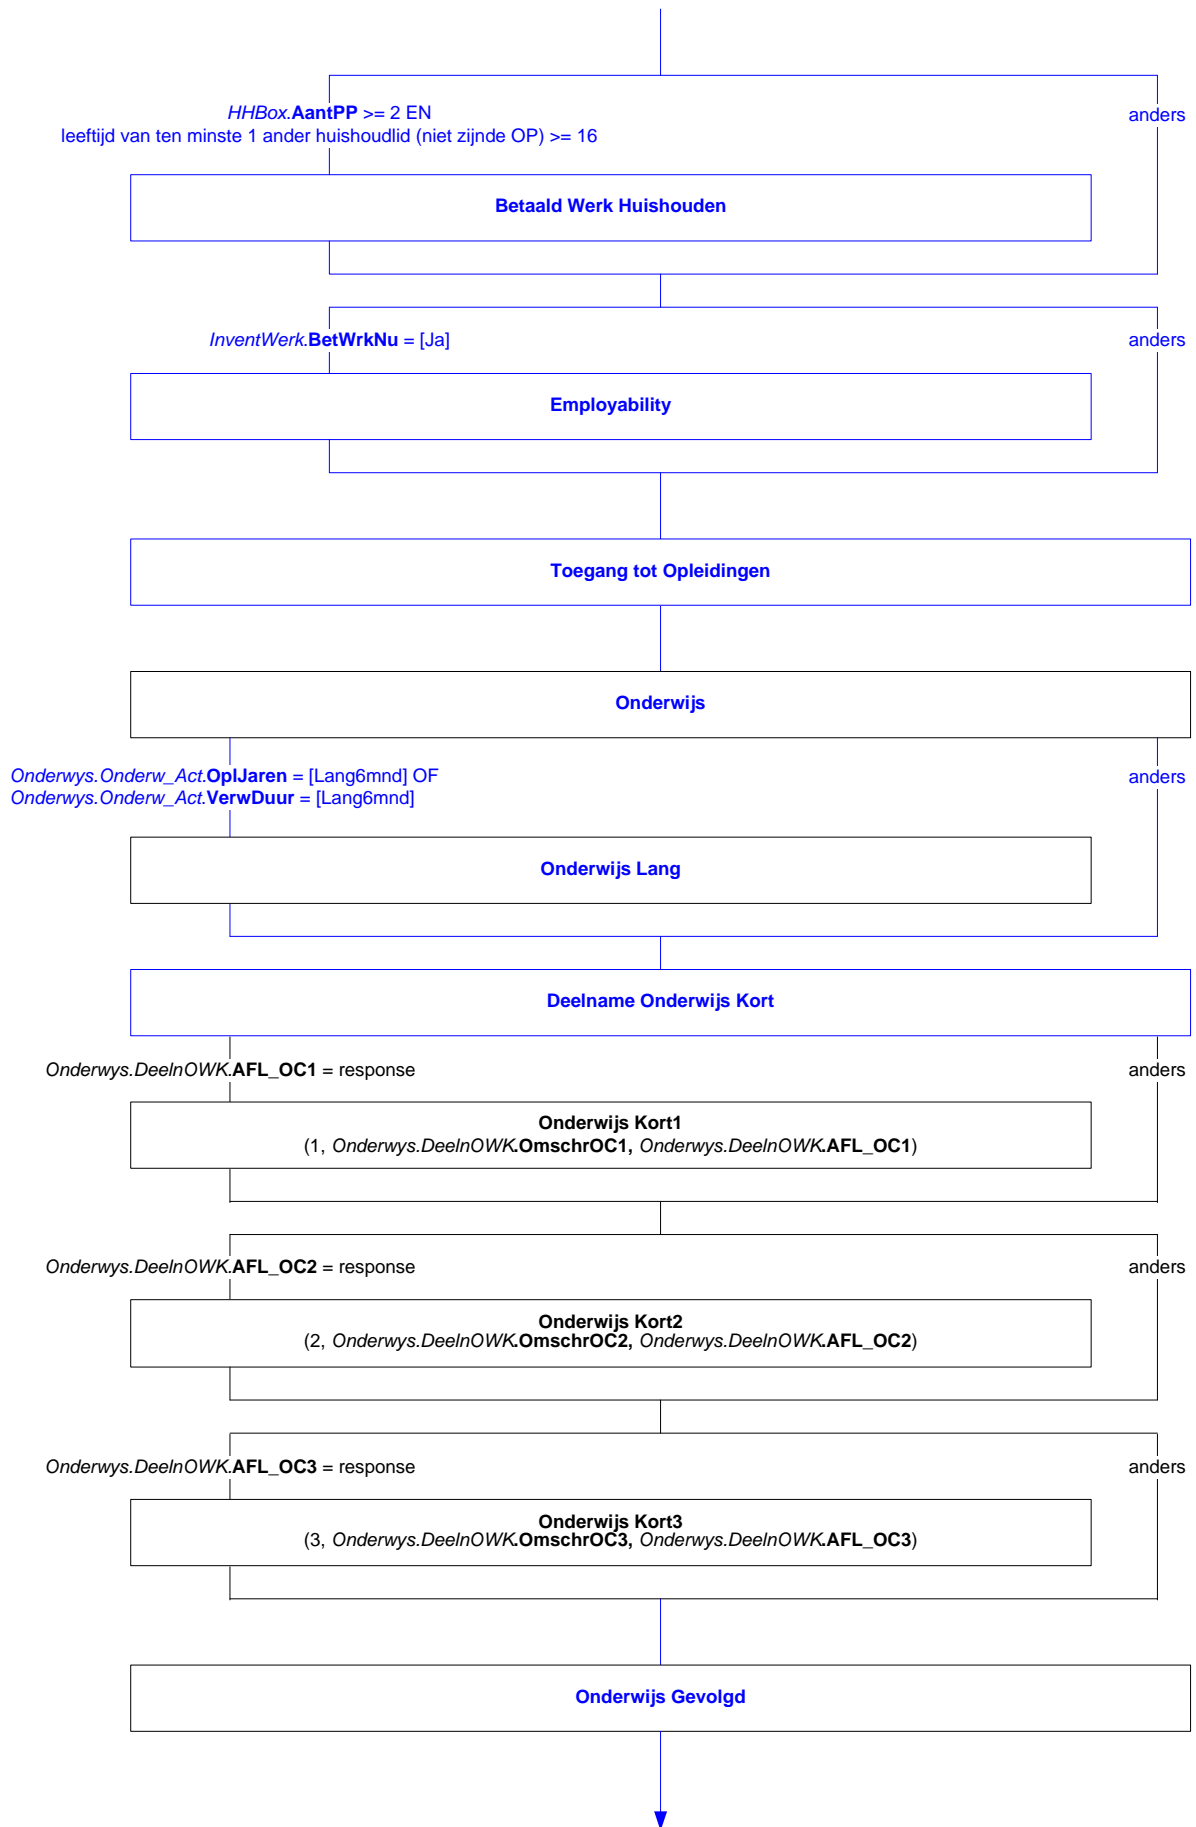 HHBox.AantPP >= 2 EN
anders
leeftijd van ten minste 1 ander huishoudlid (niet zijnde OP) >= 16
Betaald Werk Huishouden
InventWerk.BetWrkNu = [Ja]
anders
Employability
Toegang tot Opleidingen
Onderwijs
Onderwys.Onderw_Act.OplJaren = [Lang6mnd] OF
anders
Onderwys.Onderw_Act.VerwDuur = [Lang6mnd]
Onderwijs Lang
Deelname Onderwijs Kort
Onderwys.DeelnOWK.AFL_OC1 = response
anders
Onderwijs Kort1
(1, Onderwys.DeelnOWK.OmschrOC1, Onderwys.DeelnOWK.AFL_OC1)
Onderwys.DeelnOWK.AFL_OC2 = response
anders
Onderwijs Kort2
(2, Onderwys.DeelnOWK.OmschrOC2, Onderwys.DeelnOWK.AFL_OC2)
Onderwys.DeelnOWK.AFL_OC3 = response
anders
Onderwijs Kort3
(3, Onderwys.DeelnOWK.OmschrOC3, Onderwys.DeelnOWK.AFL_OC3)
Onderwijs Gevolgd